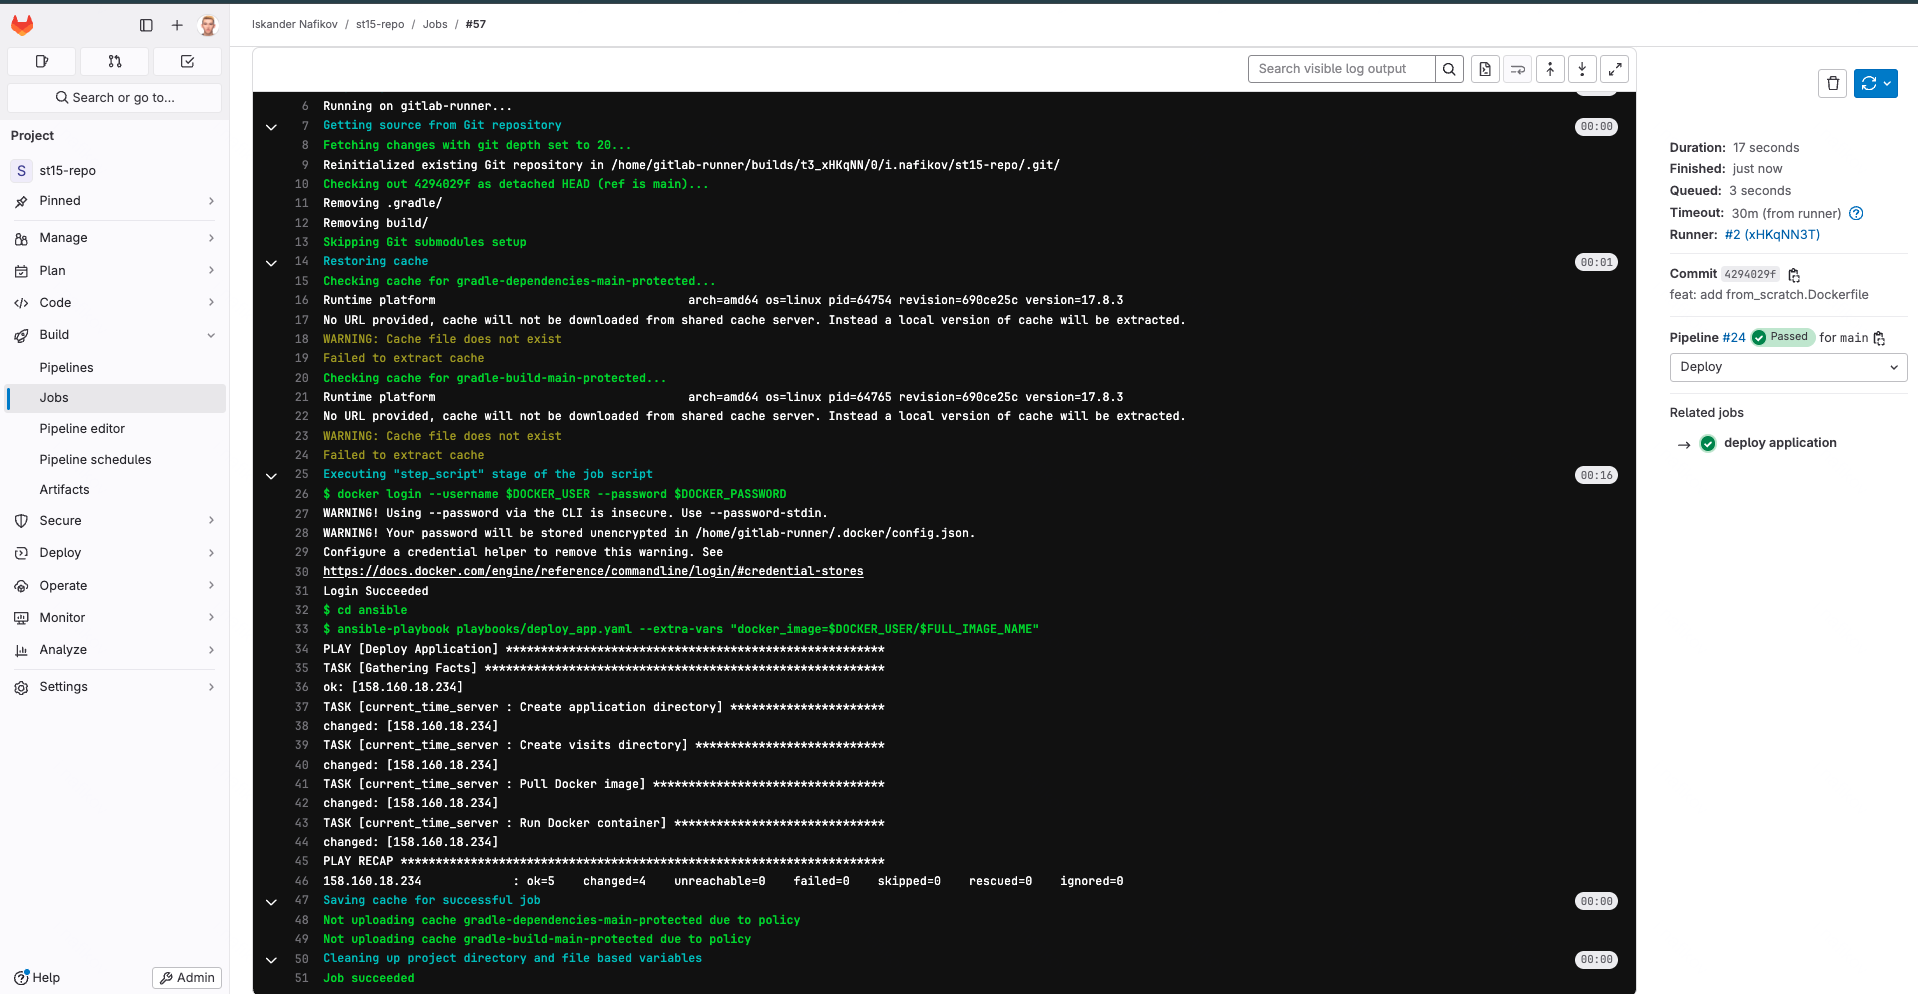 Iskander Nafikov / st15-repo / Jobs / #57
Search or go to...
Project
S st15-repo
Pinned
Manage
Plan
Code
Build
Pipelines
Jobs
Pipeline editor
Pipeline schedules
Artifacts
Secure
Deploy
Operate
Monitor
Analyze
Settings
Help
Admin
Search visible log output
6 Running on gitlab-runner...
7 Getting source from Git repository 00:00
8 Fetching changes with git depth set to 20...
9 Reinitialized existing Git repository in /home/gitlab-runner/builds/t3_xHKqNN/0/i.nafikov/st15-repo/.git/
10 Checking out 4294029f as detached HEAD (ref is main)...
11 Removing .gradle/
12 Removing build/
13 Skipping Git submodules setup
14 Restoring cache 00:01
15 Checking cache for gradle-dependencies-main-protected...
16 Runtime platform arch=amd64 os=linux pid=64754 revision=690ce25c version=17.8.3
17 No URL provided, cache will not be downloaded from shared cache server. Instead a local version of cache will be extracted.
18 WARNING: Cache file does not exist
19 Failed to extract cache
20 Checking cache for gradle-build-main-protected...
21 Runtime platform arch=amd64 os=linux pid=64765 revision=690ce25c version=17.8.3
22 No URL provided, cache will not be downloaded from shared cache server. Instead a local version of cache will be extracted.
23 WARNING: Cache file does not exist
24 Failed to extract cache
25 Executing "step_script" stage of the job script 00:16
26 $ docker login --username $DOCKER_USER --password $DOCKER_PASSWORD
27 WARNING! Using --password via the CLI is insecure. Use --password-stdin.
28 WARNING! Your password will be stored unencrypted in /home/gitlab-runner/.docker/config.json.
29 Configure a credential helper to remove this warning. See
30 https://docs.docker.com/engine/reference/commandline/login/#credential-stores
31 Login Succeeded
32 $ cd ansible
33 $ ansible-playbook playbooks/deploy_app.yaml --extra-vars "docker_image=$DOCKER_USER/$FULL_IMAGE_NAME"
34 PLAY [Deploy Application] ******************************************************
35 TASK [Gathering Facts] *********************************************************
36 ok: [158.160.18.234]
37 TASK [current_time_server : Create application directory] **********************
38 changed: [158.160.18.234]
39 TASK [current_time_server : Create visits directory] ***************************
40 changed: [158.160.18.234]
41 TASK [current_time_server : Pull Docker image] *********************************
42 changed: [158.160.18.234]
43 TASK [current_time_server : Run Docker container] ******************************
44 changed: [158.160.18.234]
45 PLAY RECAP *********************************************************************
46 158.160.18.234 : ok=5 changed=4 unreachable=0 failed=0 skipped=0 rescued=0 ignored=0
47 Saving cache for successful job 00:00
48 Not uploading cache gradle-dependencies-main-protected due to policy
49 Not uploading cache gradle-build-main-protected due to policy
50 Cleaning up project directory and file based variables 00:00
51 Job succeeded
Duration: 17 seconds
Finished: just now
Queued: 3 seconds
Timeout: 30m (from runner)
Runner: #2 (xHKqNN3T)
Commit 4294029f
feat: add from_scratch.Dockerfile
Pipeline #24 Passed for main
Deploy
Related jobs
→ deploy application